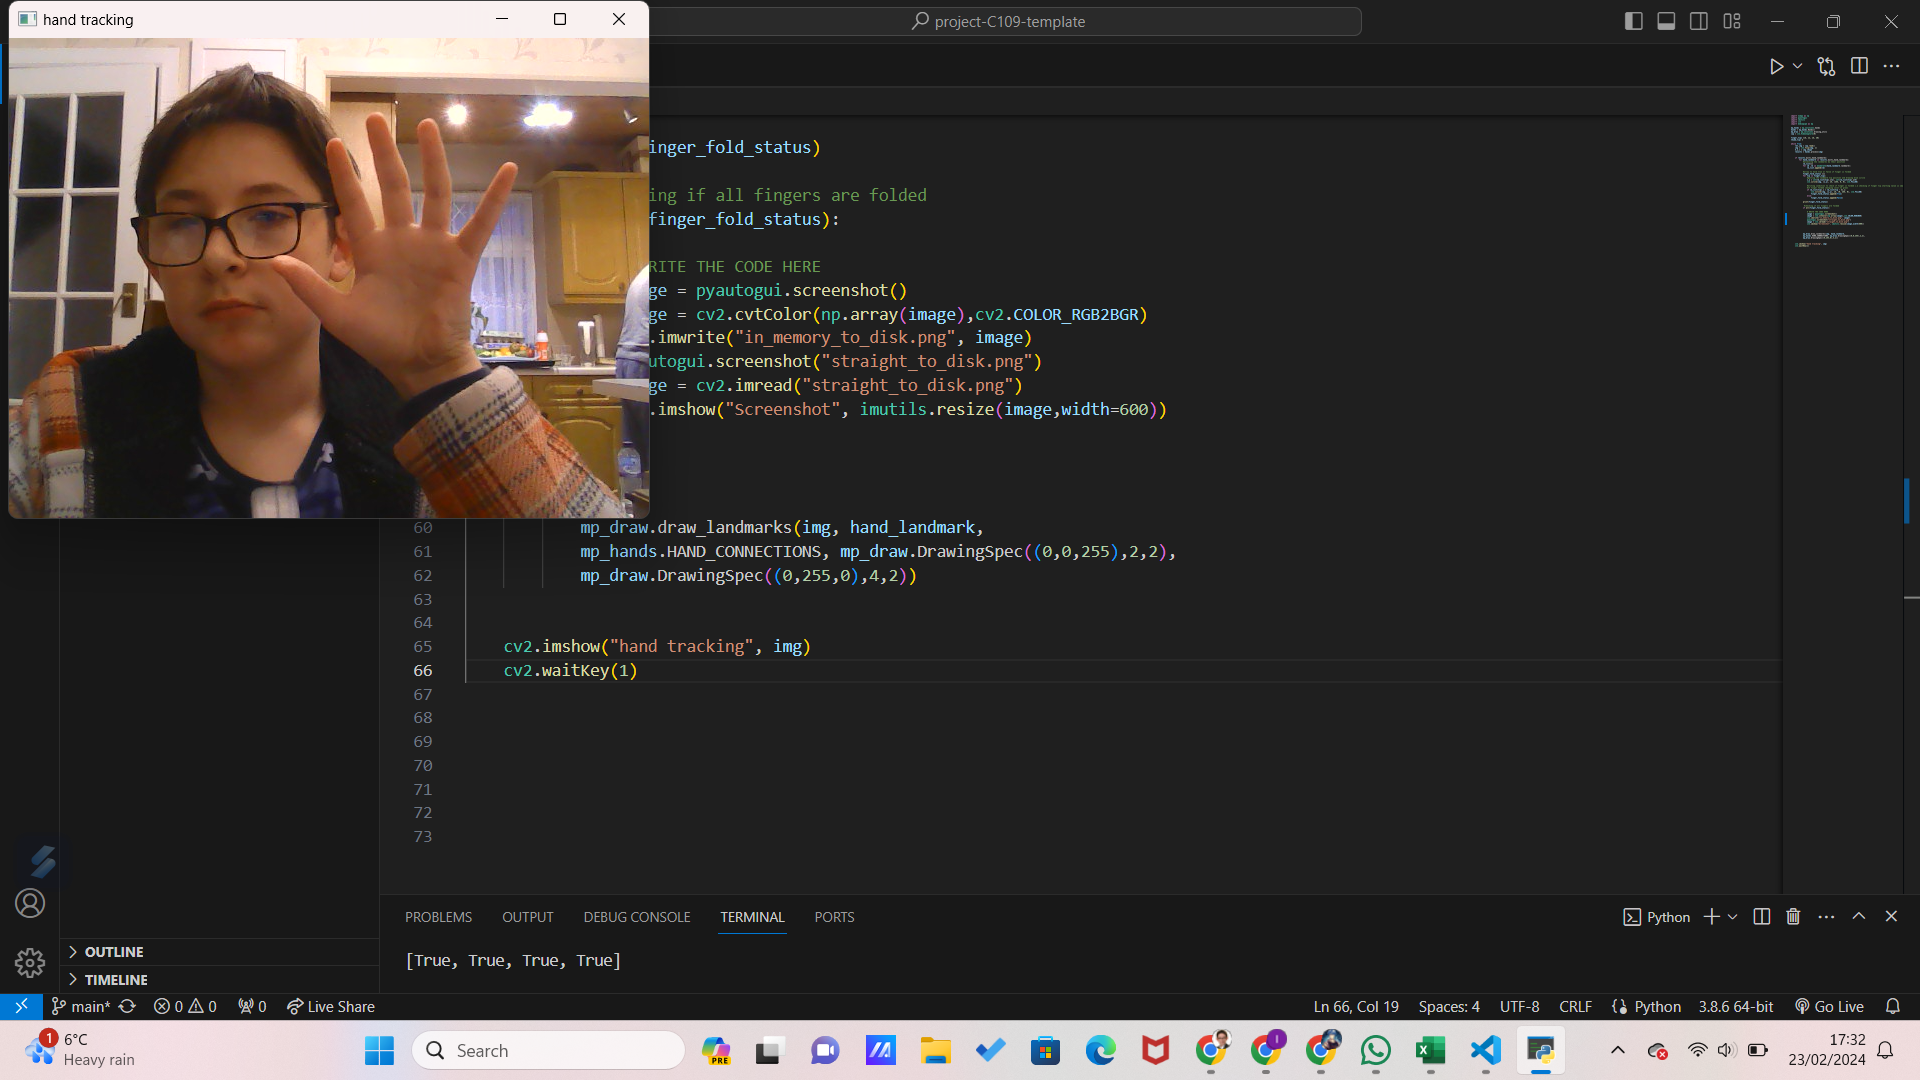 hand tracking
project-C109-template
inger_fold_status)
ing if all fingers are folded
finger_fold_status):
RITE THE CODE HERE
ge = pyautogui.screenshot()
ge = cv2.cvtColor(np.array(image),cv2.COLOR_RGB2BGR)
.imwrite("in_memory_to_disk.png", image)
utogui.screenshot("straight_to_disk.png")
ge = cv2.imread("straight_to_disk.png")
.imshow("Screenshot", imutils.resize(image,width=600))
60 mp_draw.draw_landmarks(img, hand_landmark,
61 mp_hands.HAND_CONNECTIONS, mp_draw.DrawingSpec((0,0,255),2,2),
62 mp_draw.DrawingSpec((0,255,0),4,2))
63
64
65 cv2.imshow("hand tracking", img)
66 cv2.waitKey(1)
67
68
69
70
71
72
73
PROBLEMS OUTPUT DEBUG CONSOLE TERMINAL PORTS
Python
[True, True, True, True]
OUTLINE
TIMELINE
main* 0 0 0 Live Share
Ln 66, Col 19 Spaces: 4 UTF-8 CRLF Python 3.8.6 64-bit Go Live
1 6°C
Heavy rain
Search
PRE
I
17:32
23/02/2024